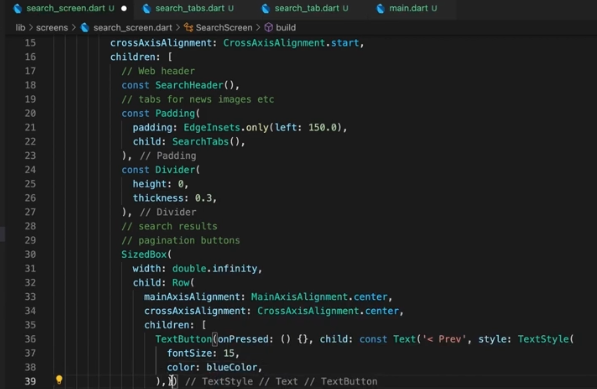 search_screen.dart U ● search_tabs.dart U search_tab.dart U main.dart U
lib > screens > search_screen.dart > SearchScreen > build
15 crossAxisAlignment: CrossAxisAlignment.start,
16 children: [
17 // Web header
18 const SearchHeader(),
19 // tabs for news images etc
20 const Padding(
21 padding: EdgeInsets.only(left: 150.0),
22 child: SearchTabs(),
23 ), // Padding
24 const Divider(
25 height: 0,
26 thickness: 0.3,
27 ), // Divider
28 // search results
29 // pagination buttons
30 SizedBox(
31 width: double.infinity,
32 child: Row(
33 mainAxisAlignment: MainAxisAlignment.center,
34 crossAxisAlignment: CrossAxisAlignment.center,
35 children: [
36 TextButton(onPressed: () {}, child: const Text('< Prev', style: TextStyle(
37 fontSize: 15,
38 color: blueColor,
39 ),)) // TextStyle // Text // TextButton